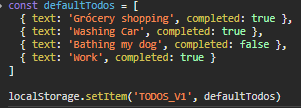 const defaultTodos = [
{ text: 'Grócery shopping', completed: true },
{ text: 'Washing Car', completed: true },
{ text: 'Bathing my dog', completed: false },
{ text: 'Work', completed: true }
]
localStorage.setItem('TODOS_V1', defaultTodos)